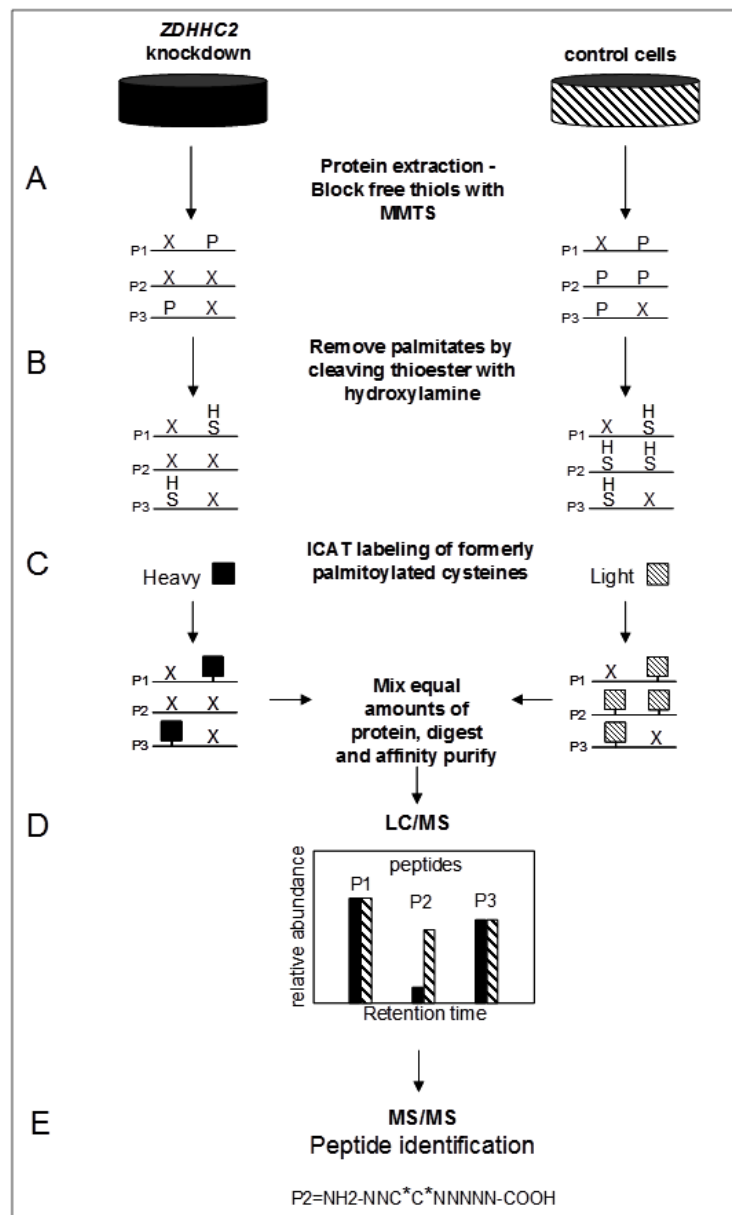 ZDHHC2
knockdown
control cells
A
Protein extraction -
Block free thiols with
MMTS
X P
P1
X X
P2
P X
P3
X P
P1
P P
P2
P X
P3
B
Remove palmitates by
cleaving thioester with
hydroxylamine
H
X S
P1
X X
P2
H
S X
P3
H
X S
P1
H H
S S
P2
H
S X
P3
C
ICAT labeling of formerly
palmitoylated cysteines
Heavy
Light
X
P1
X X
P2
X
P3
Mix equal
amounts of
protein, digest
and affinity purify
X
P1
P2
X
P3
D
LC/MS
peptides
P1
P2
P3
relative abundance
Retention time
E
MS/MS
Peptide identification
P2=NH2-NNC*C*NNNNN-COOH